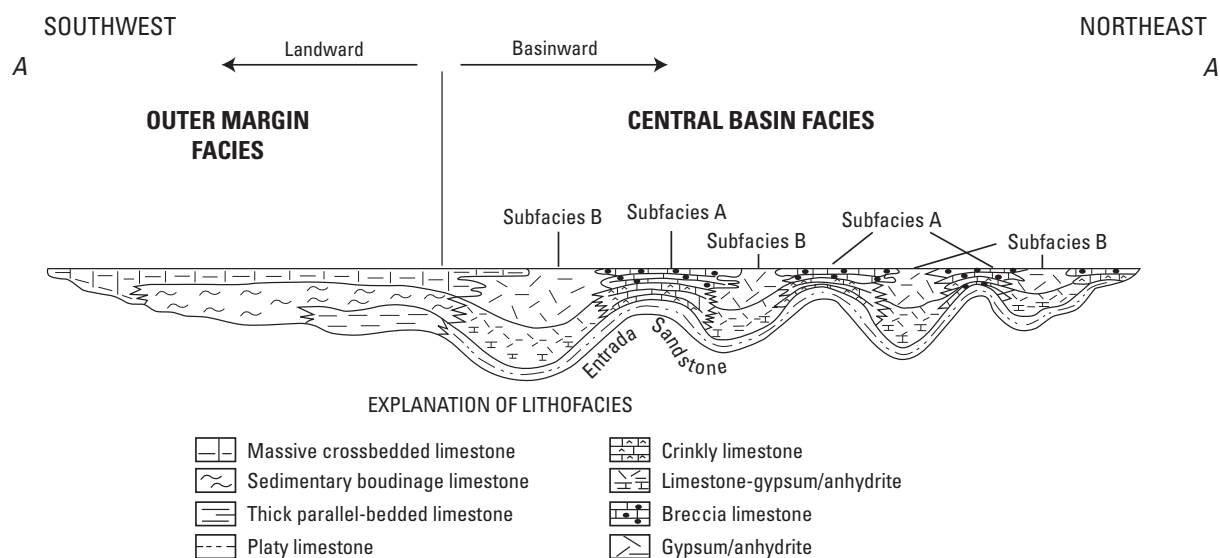 SOUTHWEST
NORTHEAST
A
A
Landward
Basinward
OUTER MARGIN
FACIES
CENTRAL BASIN FACIES
Subfacies B
Subfacies A
Subfacies B
Subfacies A
Subfacies B
Entrada
Sandstone
EXPLANATION OF LITHOFACIES
Massive crossbedded limestone
Sedimentary boudinage limestone
Thick parallel-bedded limestone
Platy limestone
Crinkly limestone
Limestone-gypsum/anhydrite
Breccia limestone
Gypsum/anhydrite